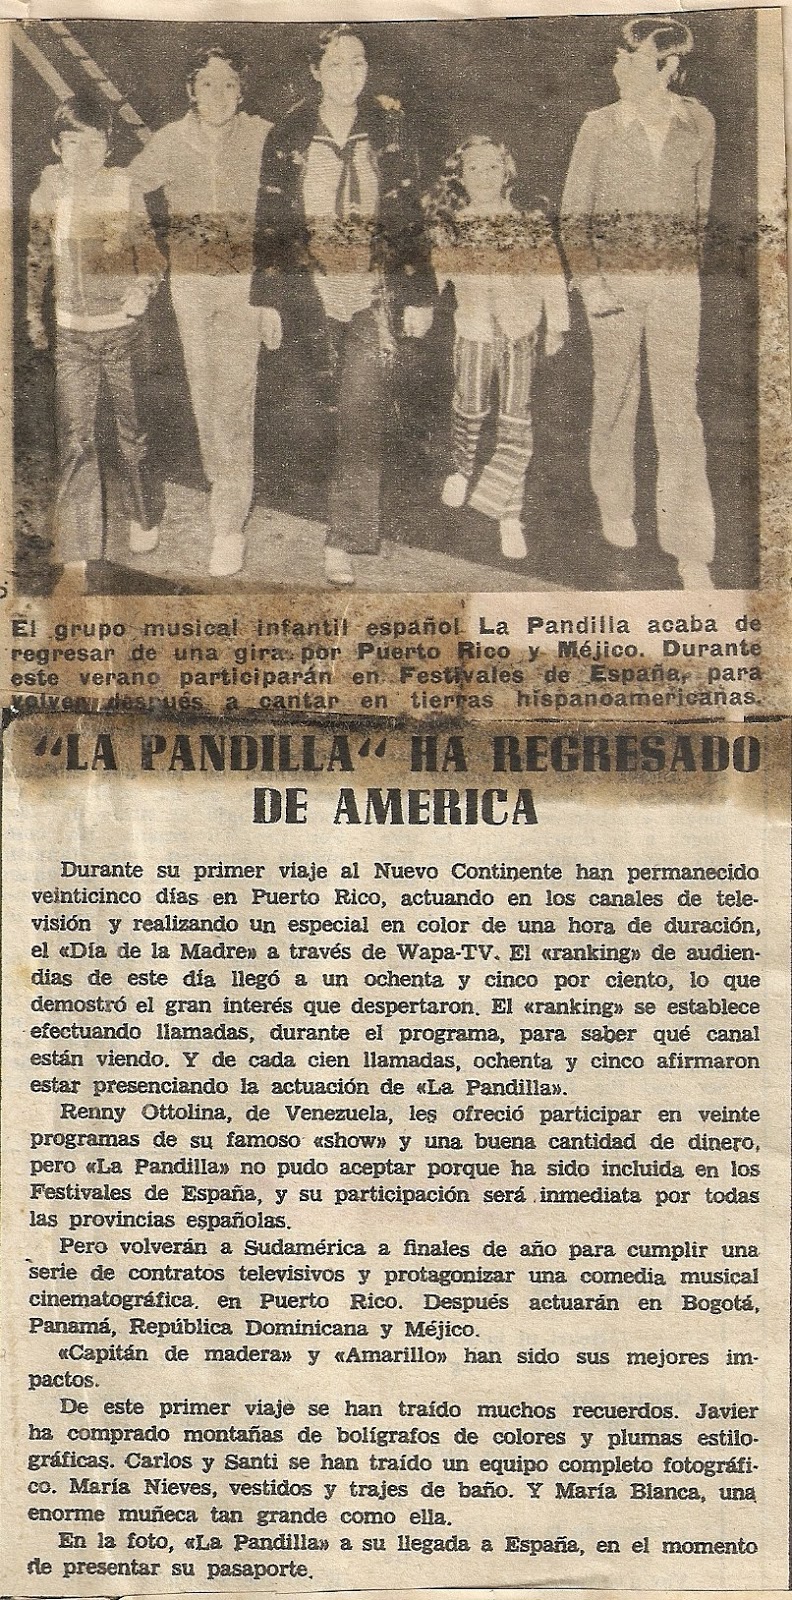 El grupo musical infantil español La Pandilla acaba de
regresar de una gira por Puerto Rico y Méjico. Durante
este verano participarán en Festivales de España, para
volver después a cantar en tierras hispanoamericanas.
“LA PANDILLA“ HA REGRESADO
DE AMERICA
Durante su primer viaje al Nuevo Continente han permanecido
veinticinco días en Puerto Rico, actuando en los canales de tele-
visión y realizando un especial en color de una hora de duración,
el «Día de la Madre» a través de Wapa-TV. El «ranking» de audien-
dias de este día llegó a un ochenta y cinco por ciento, lo que
demostró el gran interés que despertaron. El «ranking» se establece
efectuando llamadas, durante el programa, para saber qué canal
están viendo. Y de cada cien llamadas, ochenta y cinco afirmaron
estar presenciando la actuación de «La Pandilla».
Renny Ottolina, de Venezuela, les ofreció participar en veinte
programas de su famoso «show» y una buena cantidad de dinero,
pero «La Pandilla» no pudo aceptar porque ha sido incluida en los
Festivales de España, y su participación será inmediata por todas
las provincias españolas.
Pero volverán a Sudamérica a finales de año para cumplir una
serie de contratos televisivos y protagonizar una comedia musical
cinematográfica. en Puerto Rico. Después actuarán en Bogotá,
Panamá, República Dominicana y Méjico.
«Capitán de madera» y «Amarillo» han sido sus mejores im-
pactos.
De este primer viaje se han traído muchos recuerdos. Javier
ha comprado montañas de bolígrafos de colores y plumas estilo-
gráficas. Carlos y Santi se han traído un equipo completo fotográfi-
co. María Nieves, vestidos y trajes de baño. Y María Blanca, una
enorme muñeca tan grande como ella.
En la foto, «La Pandilla» a su llegada a España, en el momento
de presentar su pasaporte.